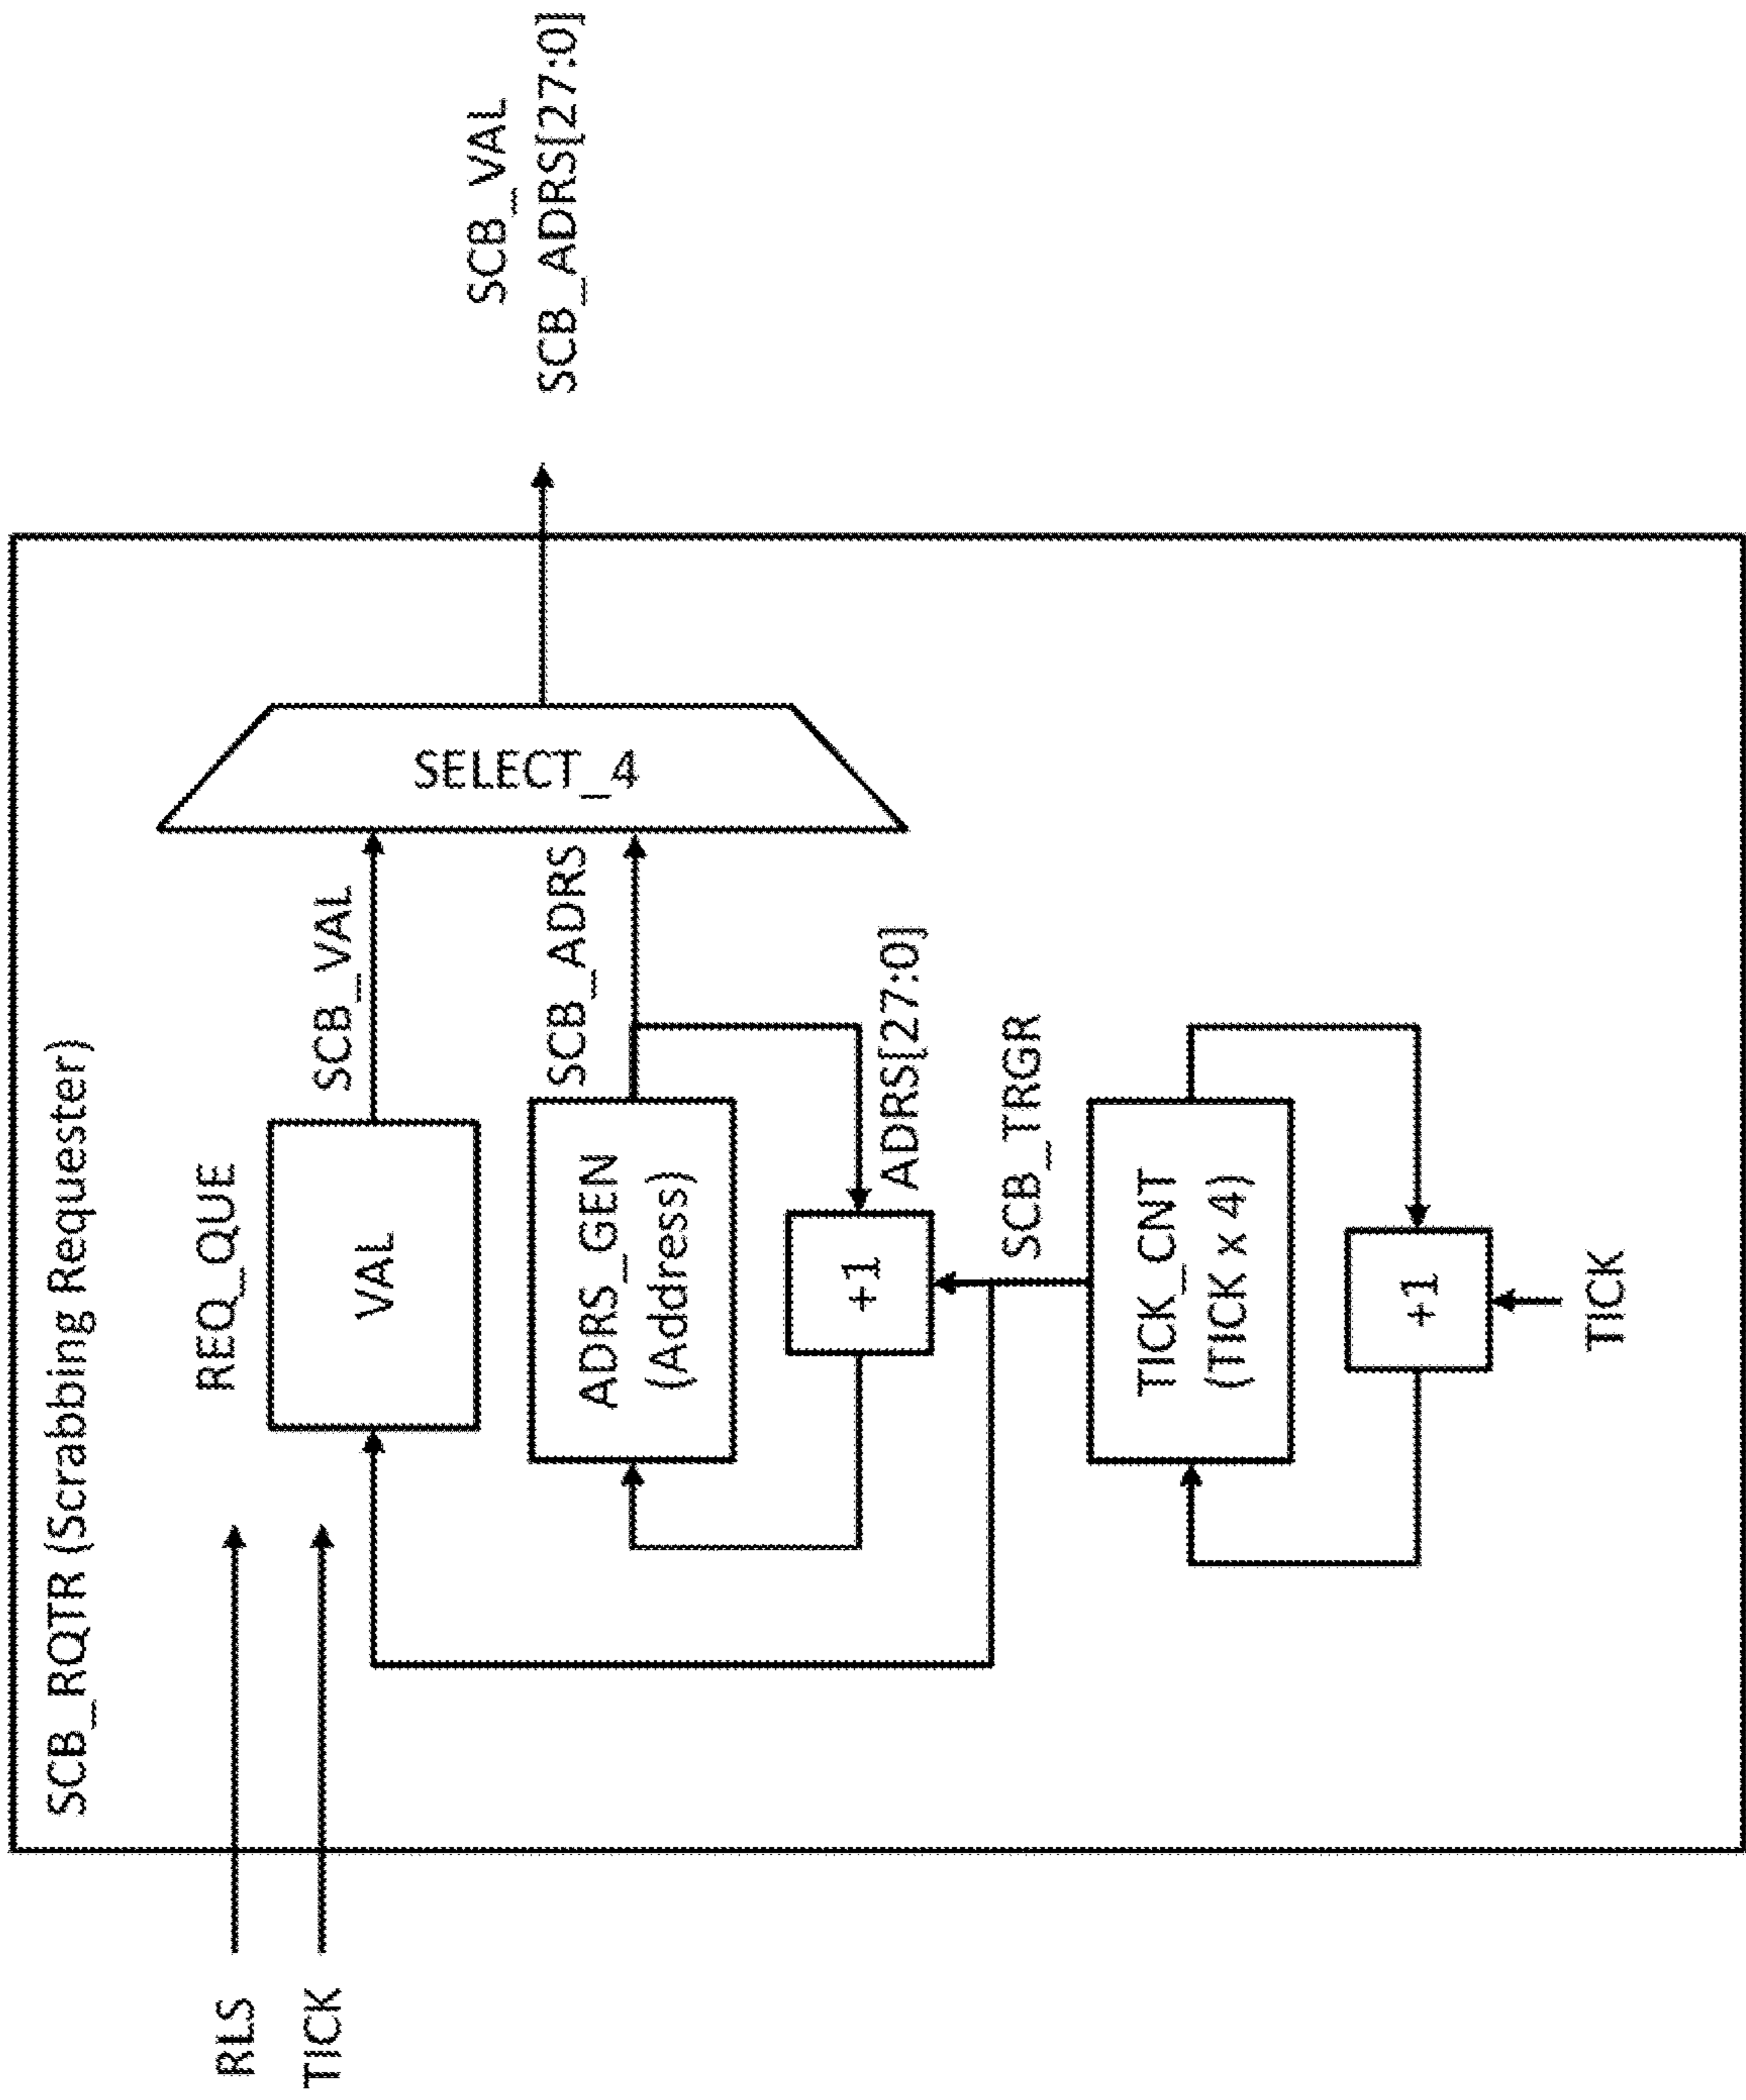 SCB_RQTR (Scrabbing Requester)
RLS
TICK
REQ_QUE
VAL
SCB_VAL
ADRS_GEN
(Address)
SCB_ADRS
+1
ADRS[27:0]
SCB_TRGR
TICK_CNT
(TICK x 4)
+1
TICK
SELECT_4
SCB_VAL
SCB_ADRS[27:0]